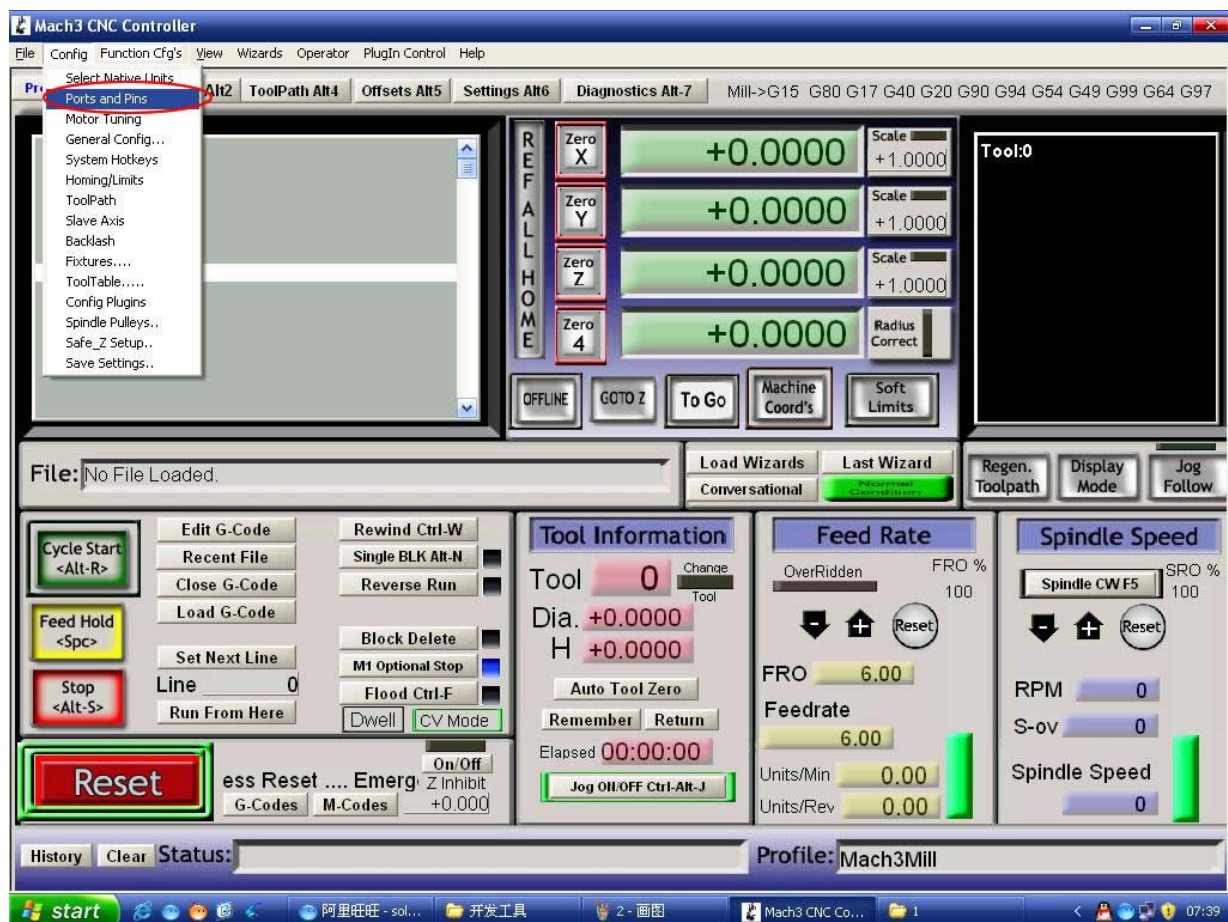 Mach3 CNC Controller
File Config Function Cfg's View Wizards Operator PlugIn Control Help
Select Native Units
Ports and Pins
Motor Tuning
General Config...
System Hotkeys
Homing/Limits
ToolPath
Slave Axis
Backlash
Fixtures....
ToolTable.....
Config Plugins
Spindle Pulleys..
Safe_Z Setup..
Save Settings..
Alt2 ToolPath Alt4 Offsets Alt5 Settings Alt6 Diagnostics Alt-7 Mill->G15 G80 G17 G40 G20 G90 G94 G54 G49 G99 G64 G97
REF ALL HOME
Zero X +0.0000 Scale +1.0000
Zero Y +0.0000 Scale +1.0000
Zero Z +0.0000 Scale +1.0000
Zero 4 +0.0000 Radius Correct
OFFLINE GOTO Z To Go Machine Coord's Soft Limits
Tool:0
File: No File Loaded.
Load Wizards Last Wizard
Conversational Normal Condition
Regen. Toolpath Display Mode Jog Follow
Cycle Start <Alt-R>
Feed Hold <Spc>
Stop <Alt-S>
Edit G-Code
Recent File
Close G-Code
Load G-Code
Set Next Line
Line 0
Run From Here
Rewind Ctrl-W
Single BLK Alt-N
Reverse Run
Block Delete
M1 Optional Stop
Flood Ctrl-F
Dwell CV Mode
Reset
ess Reset .... Emerg
G-Codes M-Codes
On/Off
Z Inhibit
+0.000
Tool Information
Tool 0 Change Tool
Dia. +0.0000
H +0.0000
Auto Tool Zero
Remember Return
Elapsed 00:00:00
Jog ON/OFF Ctrl-Alt-J
Feed Rate
OverRidden FRO %
100
Reset
FRO 6.00
Feedrate
6.00
Units/Min 0.00
Units/Rev 0.00
Spindle Speed
Spindle CW F5 SRO %
100
Reset
RPM 0
S-ov 0
Spindle Speed
0
History Clear Status:
Profile: Mach3Mill
start 阿里旺旺 - sol... 开发工具 2 - 画图 Mach3 CNC Co... 1 07:39